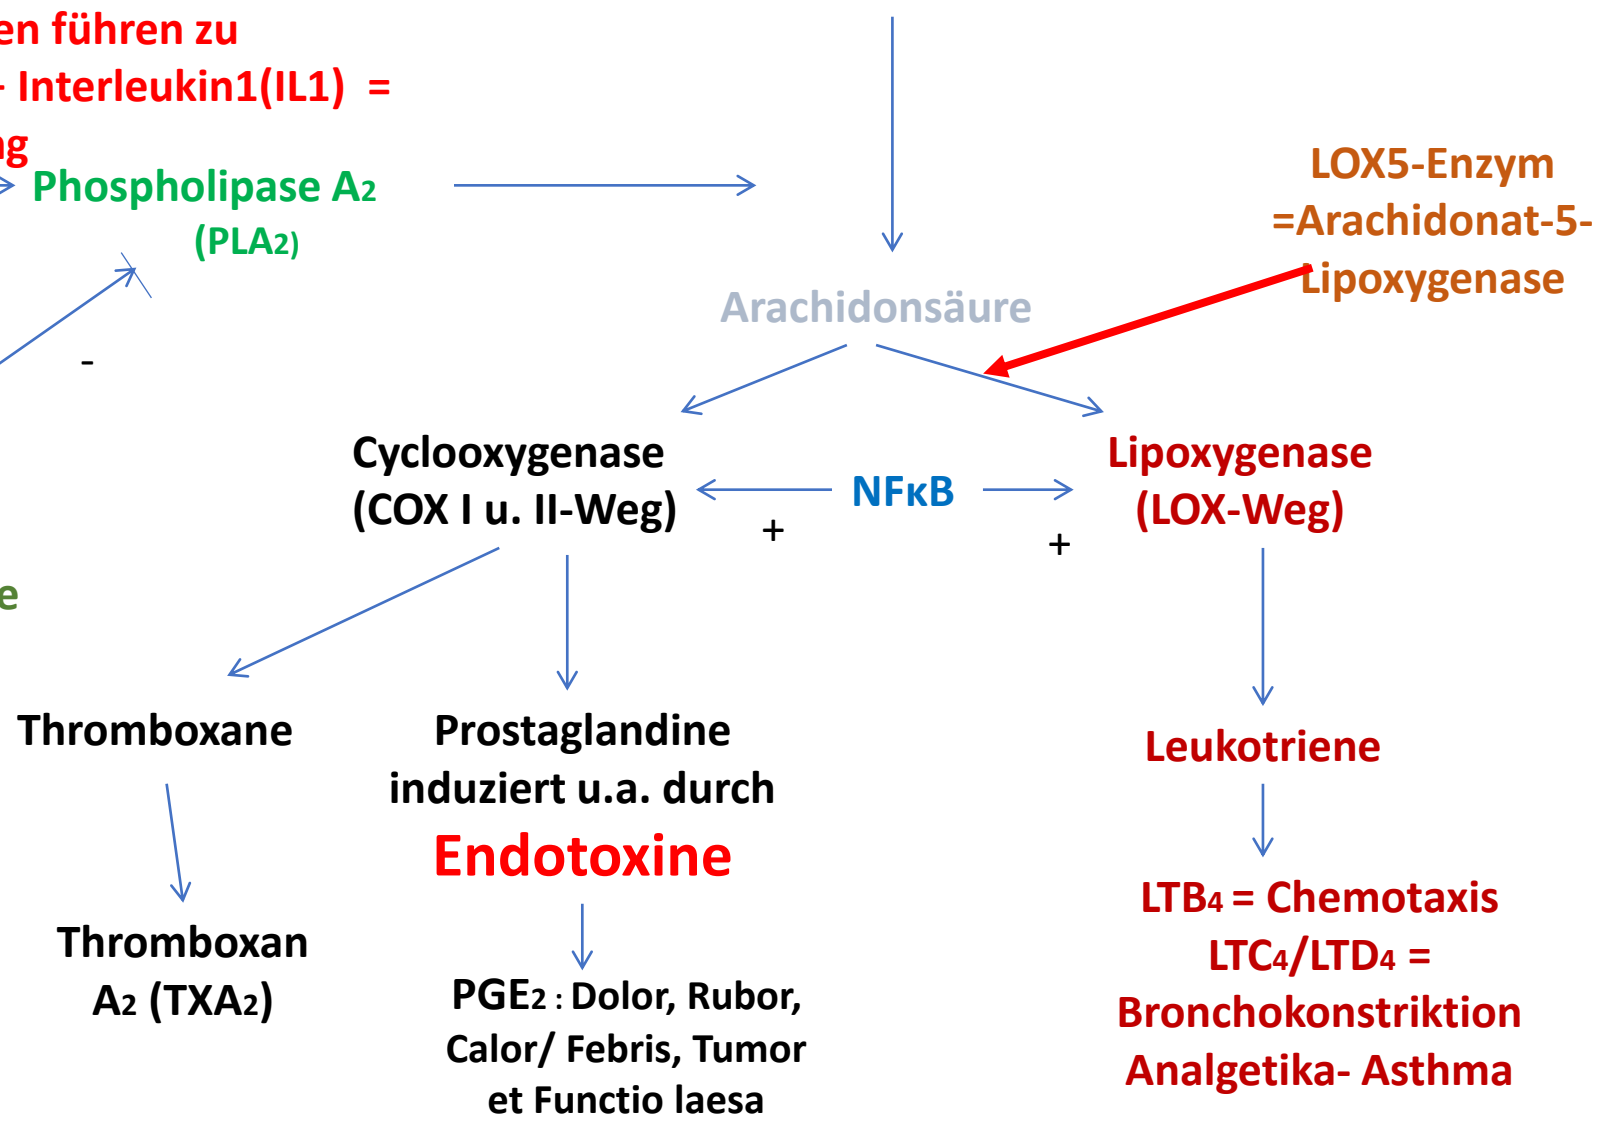 en führen zu
- Interleukin1(IL1) =
ng
Phospholipase A2
(PLA2)
LOX5-Enzym
=Arachidonat-5-
Lipoxygenase
Arachidonsäure
-
Cyclooxygenase
(COX I u. II-Weg)
NFκB
Lipoxygenase
(LOX-Weg)
+
+
e
Thromboxane
Prostaglandine
induziert u.a. durch
Endotoxine
Leukotriene
Thromboxan
A2 (TXA2)
PGE2 : Dolor, Rubor,
Calor/ Febris, Tumor
et Functio laesa
LTB4 = Chemotaxis
LTC4/LTD4 =
Bronchokonstriktion
Analgetika- Asthma